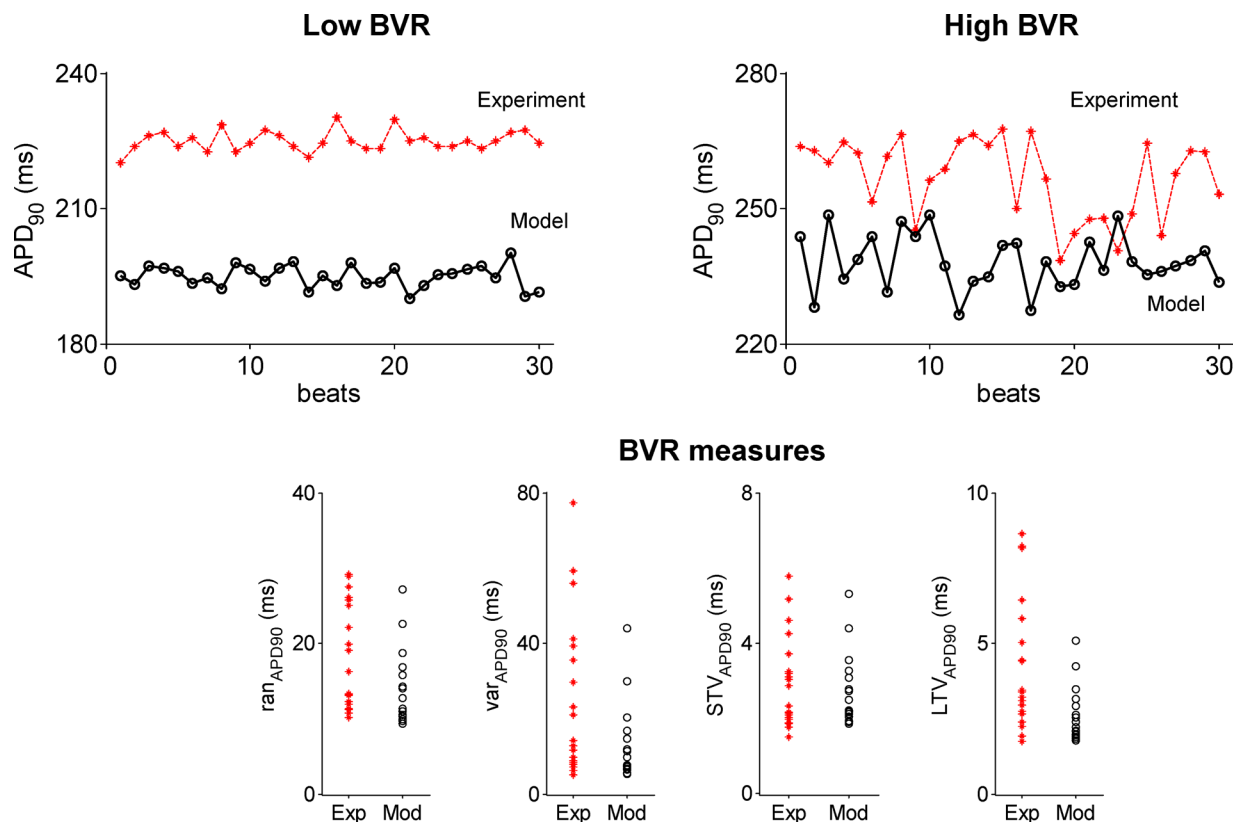 Low BVR
High BVR
240
210
180
APD90 (ms)
Experiment
Model
0
10
20
30
beats
280
250
220
APD90 (ms)
Experiment
Model
0
10
20
30
beats
BVR measures
40
20
0
ranAPD90 (ms)
Exp Mod
80
40
0
varAPD90 (ms)
Exp Mod
8
4
0
STVAPD90 (ms)
Exp Mod
10
5
0
LTVAPD90 (ms)
Exp Mod